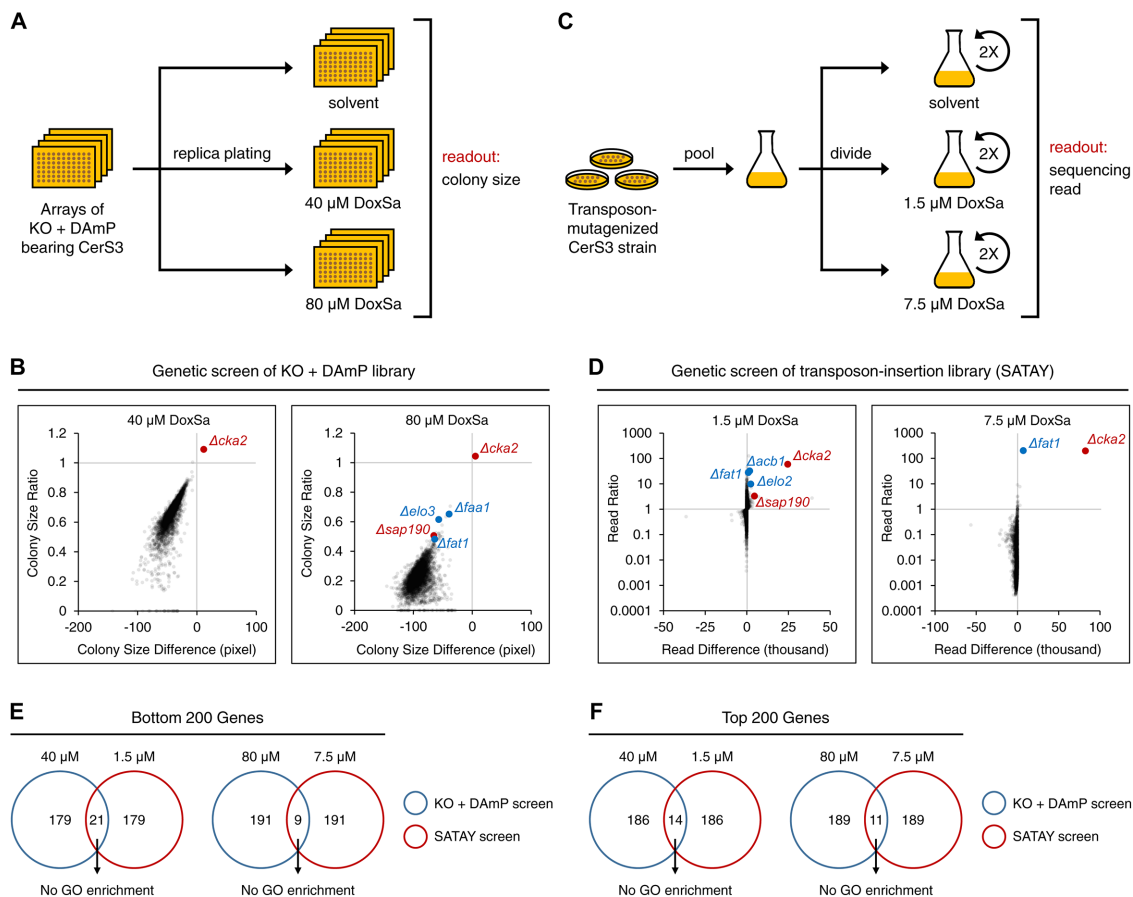 A
solvent
replica plating
40 µM DoxSa
Arrays of
KO + DAmP
bearing CerS3
80 µM DoxSa
readout:
colony size
C
2X
solvent
pool
divide
2X
1.5 µM DoxSa
Transposon-
mutagenized
CerS3 strain
2X
7.5 µM DoxSa
readout:
sequencing
read
B
Genetic screen of KO + DAmP library
40 µM DoxSa
Colony Size Ratio
1.2
1
0.8
0.6
0.4
0.2
0
-200
-100
0
100
Colony Size Difference (pixel)
Δcka2
80 µM DoxSa
Colony Size Ratio
1.2
1
0.8
0.6
0.4
0.2
0
-200
-100
0
100
Colony Size Difference (pixel)
Δcka2
Δelo3
Δfaa1
Δsap190
Δfat1
D
Genetic screen of transposon-insertion library (SATAY)
1.5 µM DoxSa
Read Ratio
1000
100
10
1
0.1
0.01
0.001
0.0001
-50
-25
0
25
50
Read Difference (thousand)
Δacb1
Δcka2
Δfat1
Δelo2
Δsap190
7.5 µM DoxSa
Read Ratio
1000
100
10
1
0.1
0.01
0.001
0.0001
-100
-50
0
50
100
Read Difference (thousand)
Δfat1
Δcka2
E
Bottom 200 Genes
40 µM
1.5 µM
179
21
179
No GO enrichment
80 µM
7.5 µM
191
9
191
No GO enrichment
KO + DAmP screen
SATAY screen
F
Top 200 Genes
40 µM
1.5 µM
186
14
186
No GO enrichment
80 µM
7.5 µM
189
11
189
No GO enrichment
KO + DAmP screen
SATAY screen